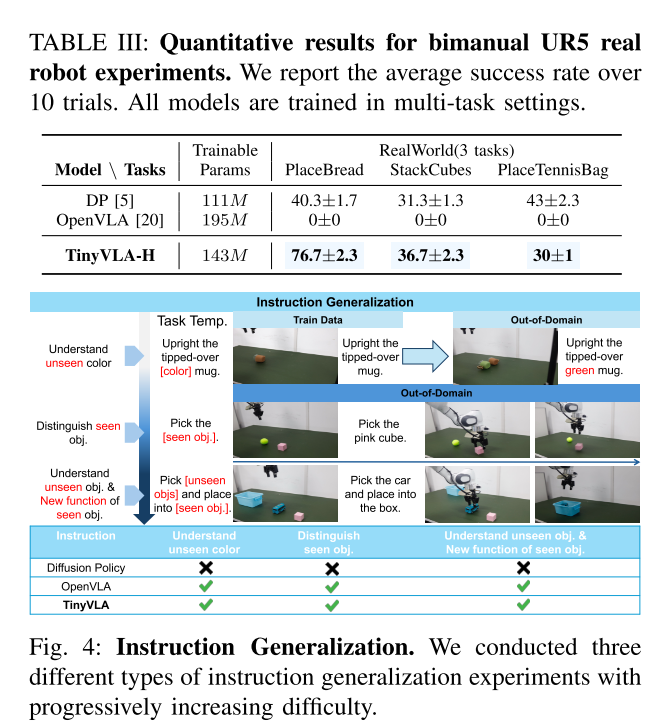 TABLE III: Quantitative results for bimanual UR5 real
robot experiments. We report the average success rate over
10 trials. All models are trained in multi-task settings.
Model \ Tasks | Trainable Params | RealWorld(3 tasks)
PlaceBread | StackCubes | PlaceTennisBag
DP [5] | 111M | 40.3±1.7 | 31.3±1.3 | 43±2.3
OpenVLA [20] | 195M | 0±0 | 0±0 | 0±0
TinyVLA-H | 143M | 76.7±2.3 | 36.7±2.3 | 30±1
Instruction Generalization
Task Temp.
Train Data
Out-of-Domain
Understand
unseen color
Upright the
tipped-over
[color] mug.
Upright the
tipped-over
mug.
Upright the
tipped-over
green mug.
Out-of-Domain
Distinguish seen
obj.
Pick the
[seen obj.].
Pick the
pink cube.
Understand
unseen obj. &
New function of
seen obj.
Pick [unseen
objs] and place
into [seen obj.].
Pick the car
and place into
the box.
Instruction | Understand unseen color | Distinguish seen obj. | Understand unseen obj. & New function of seen obj.
Diffusion Policy
OpenVLA
TinyVLA
Fig. 4: Instruction Generalization. We conducted three
different types of instruction generalization experiments with
progressively increasing difficulty.